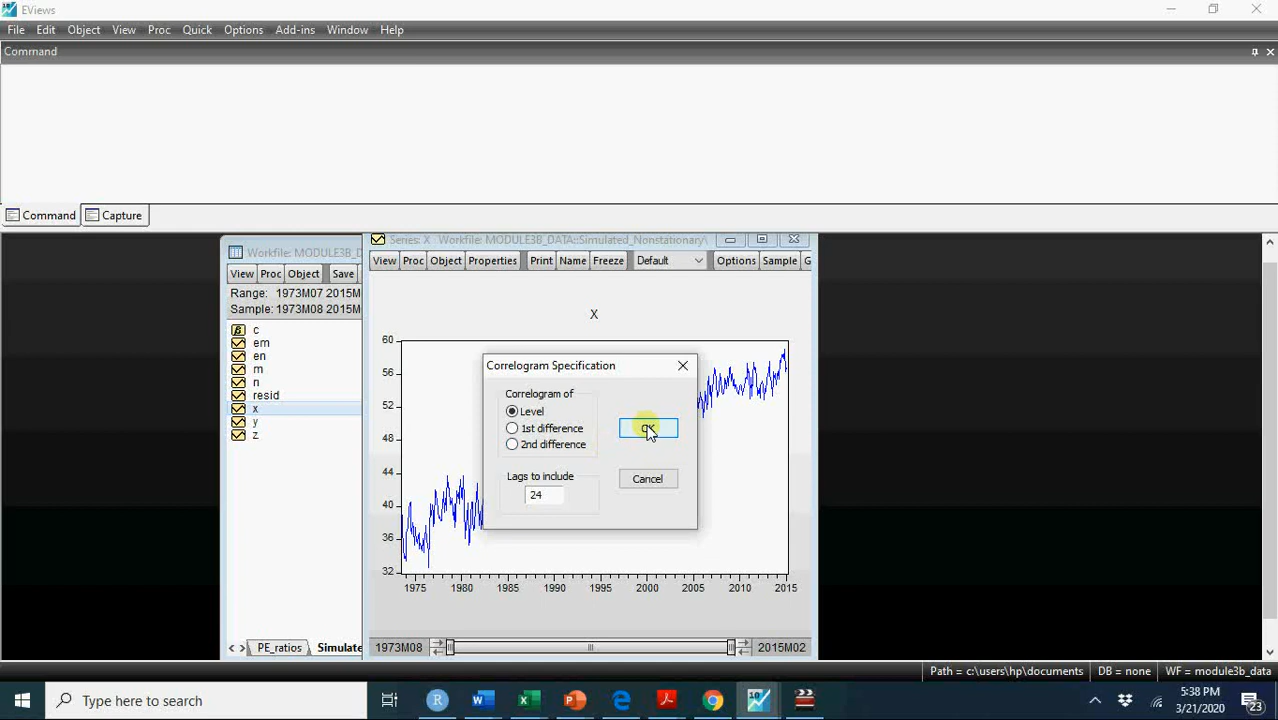 EViews
File Edit Object View Proc Quick Options Add-ins Window Help
Command
Command Capture
Workfile: MODULE3B_D
View Proc Object Save
Range: 1973M07 2015M
Sample: 1973M08 2015M
c
em
en
m
n
resid
x
y
z
PE_ratios Simulate
Series: X Workfile: MODULE3B_DATA::Simulated_Nonstationary\
View Proc Object Properties Print Name Freeze Default Options Sample G
X
60
56
52
48
44
40
36
32
1975 1980 1985 1990 1995 2000 2005 2010 2015
1973M08 2015M02
Correlogram Specification
Correlogram of
Level
1st difference
2nd difference
OK
Lags to include
24
Cancel
Path = c:\users\hp\documents DB = none WF = module3b_data
Type here to search
5:38 PM
3/21/2020
23